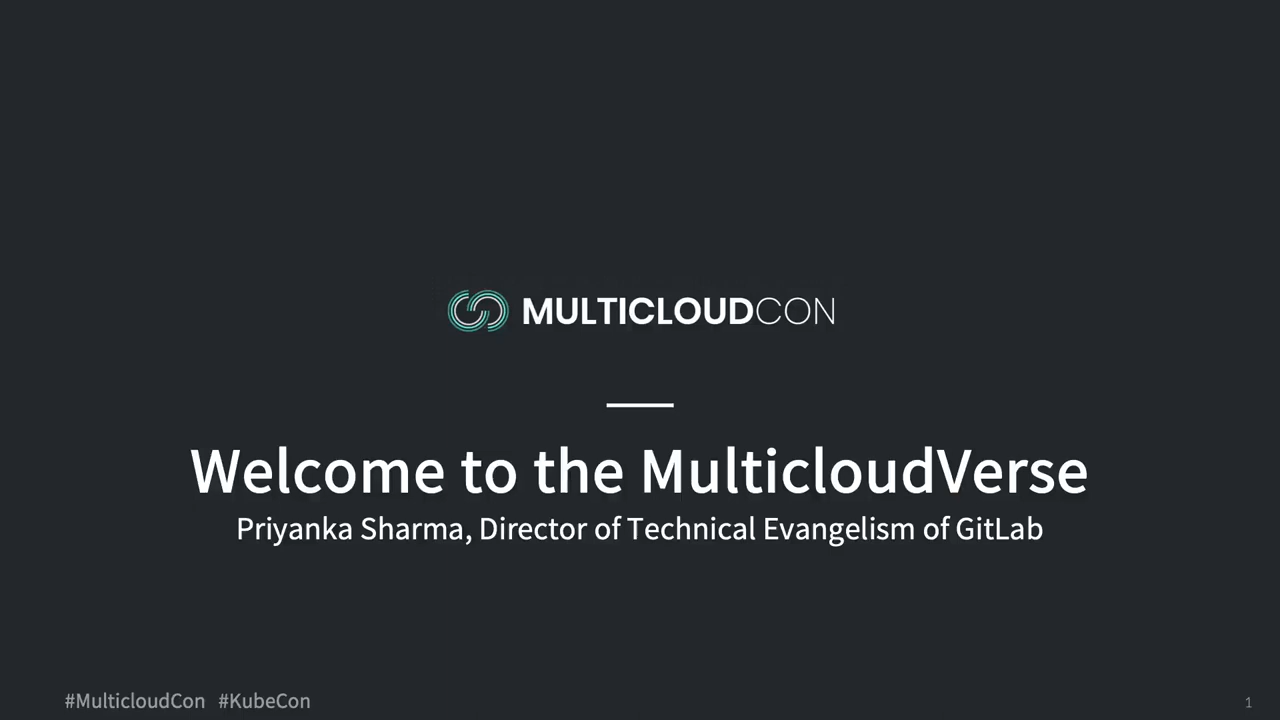 MULTICLOUDCON
Welcome to the MulticloudVerse
Priyanka Sharma, Director of Technical Evangelism of GitLab
#MulticloudCon #KubeCon
1